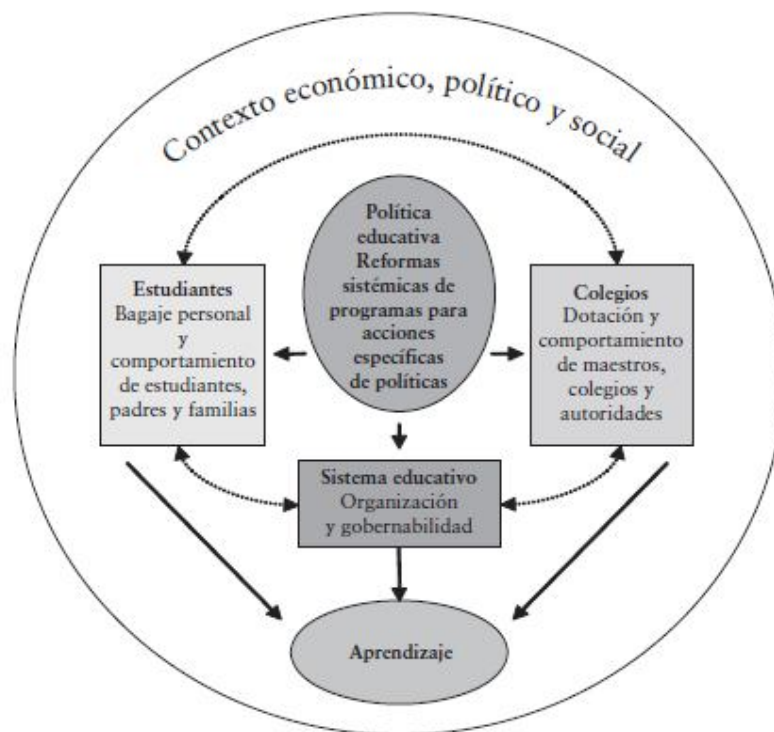 Contexto económico, político y social
Política
educativa
Reformas
sistémicas de
programas para
acciones
específicas
de políticas
Estudiantes
Bagaje personal
y
comportamiento
de estudiantes,
padres y familias
Colegios
Dotación y
comportamiento
de maestros,
colegios y
autoridades
Sistema educativo
Organización
y gobernabilidad
Aprendizaje